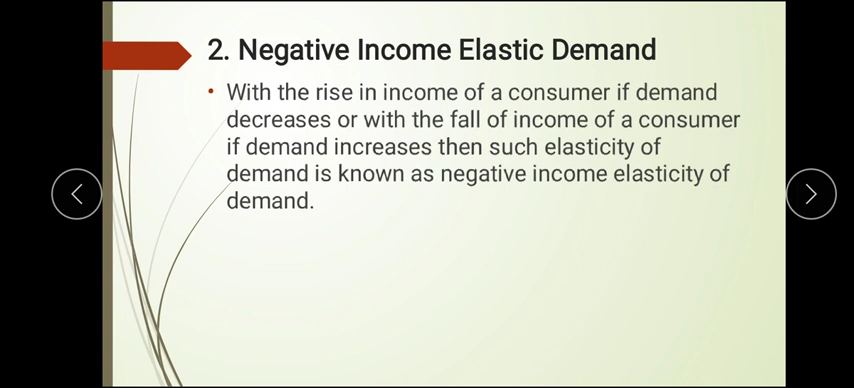 2. Negative Income Elastic Demand
• With the rise in income of a consumer if demand
decreases or with the fall of income of a consumer
if demand increases then such elasticity of
demand is known as negative income elasticity of
demand.